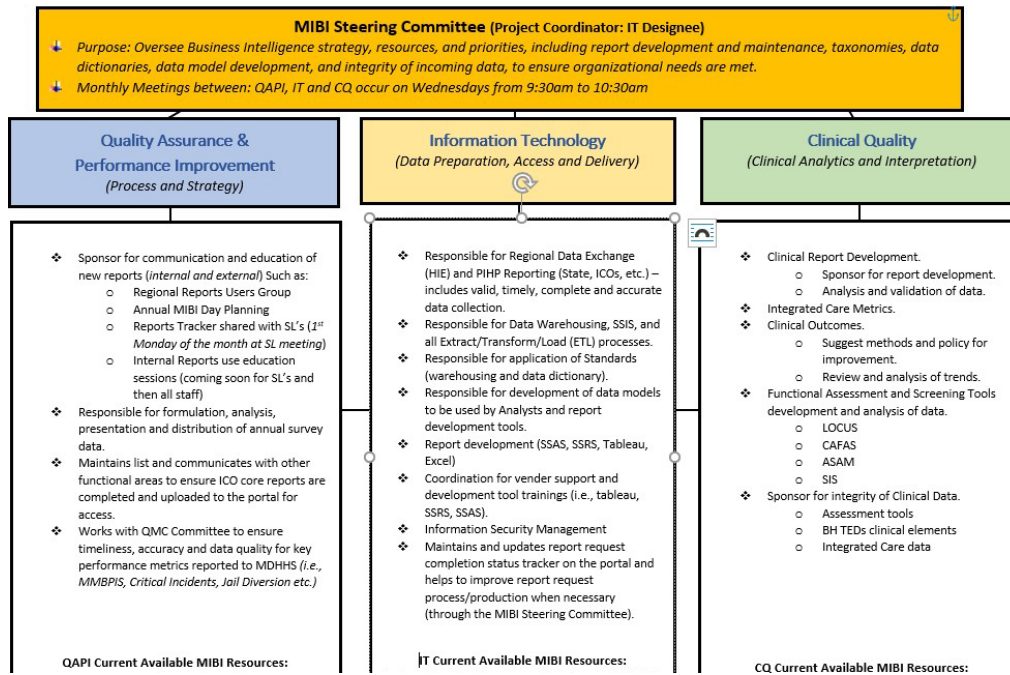 MIBI Steering Committee (Project Coordinator: IT Designee)
Purpose: Oversee Business Intelligence strategy, resources, and priorities, including report development and maintenance, taxonomies, data
dictionaries, data model development, and integrity of incoming data, to ensure organizational needs are met.
Monthly Meetings between: QAPI, IT and CQ occur on Wednesdays from 9:30am to 10:30am
Quality Assurance &
Performance Improvement
(Process and Strategy)
Sponsor for communication and education of
new reports (internal and external) Such as:
o Regional Reports Users Group
o Annual MIBI Day Planning
o Reports Tracker shared with SL's (1st
Monday of the month at SL meeting)
o Internal Reports use education
sessions (coming soon for SL's and
then all staff)
Responsible for formulation, analysis,
presentation and distribution of annual survey
data.
Maintains list and communicates with other
functional areas to ensure ICO core reports are
completed and uploaded to the portal for
access.
Works with QMC Committee to ensure
timeliness, accuracy and data quality for key
performance metrics reported to MDHHS (i.e.,
MMBPIS, Critical Incidents, Jail Diversion etc.)
QAPI Current Available MIBI Resources:
Information Technology
(Data Preparation, Access and Delivery)
Responsible for Regional Data Exchange
(HIE) and PIHP Reporting (State, ICOs, etc.) –
includes valid, timely, complete and accurate
data collection.
Responsible for Data Warehousing, SSIS, and
all Extract/Transform/Load (ETL) processes.
Responsible for application of Standards
(warehousing and data dictionary).
Responsible for development of data models
to be used by Analysts and report
development tools.
Report development (SSAS, SSRS, Tableau,
Excel)
Coordination for vender support and
development tool trainings (i.e., tableau,
SSRS, SSAS).
Information Security Management
Maintains and updates report request
completion status tracker on the portal and
helps to improve report request
process/production when necessary
(through the MIBI Steering Committee).
IT Current Available MIBI Resources:
Clinical Quality
(Clinical Analytics and Interpretation)
Clinical Report Development.
o Sponsor for report development.
o Analysis and validation of data.
Integrated Care Metrics.
Clinical Outcomes.
o Suggest methods and policy for
improvement.
o Review and analysis of trends.
Functional Assessment and Screening Tools
development and analysis of data.
o LOCUS
o CAFAS
o ASAM
o SIS
Sponsor for integrity of Clinical Data.
o Assessment tools
o BH TEDs clinical elements
o Integrated Care data
CQ Current Available MIBI Resources: